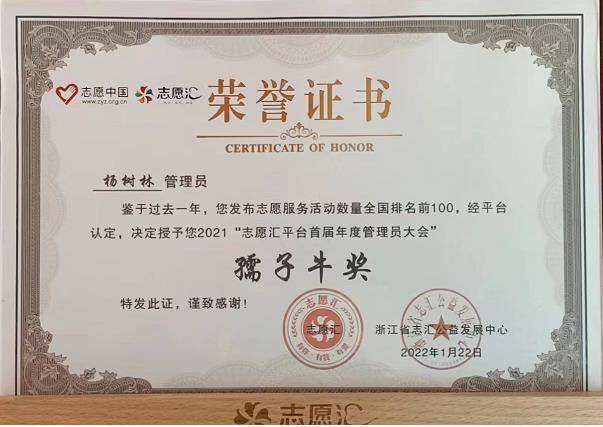 志愿中国
www.zyz.org.cn
志愿汇
荣誉证书
CERTIFICATE OF HONOR
杨树林 管理员
鉴于过去一年，您发布志愿服务活动数量全国排名前100，经平台
认定，决定授予您2021“志愿汇平台首届年度管理员大会”
孺子牛奖
特发此证，谨致感谢！
志愿汇
志愿汇
浙江省志汇公益发展中心
2022年1月22日
志愿汇